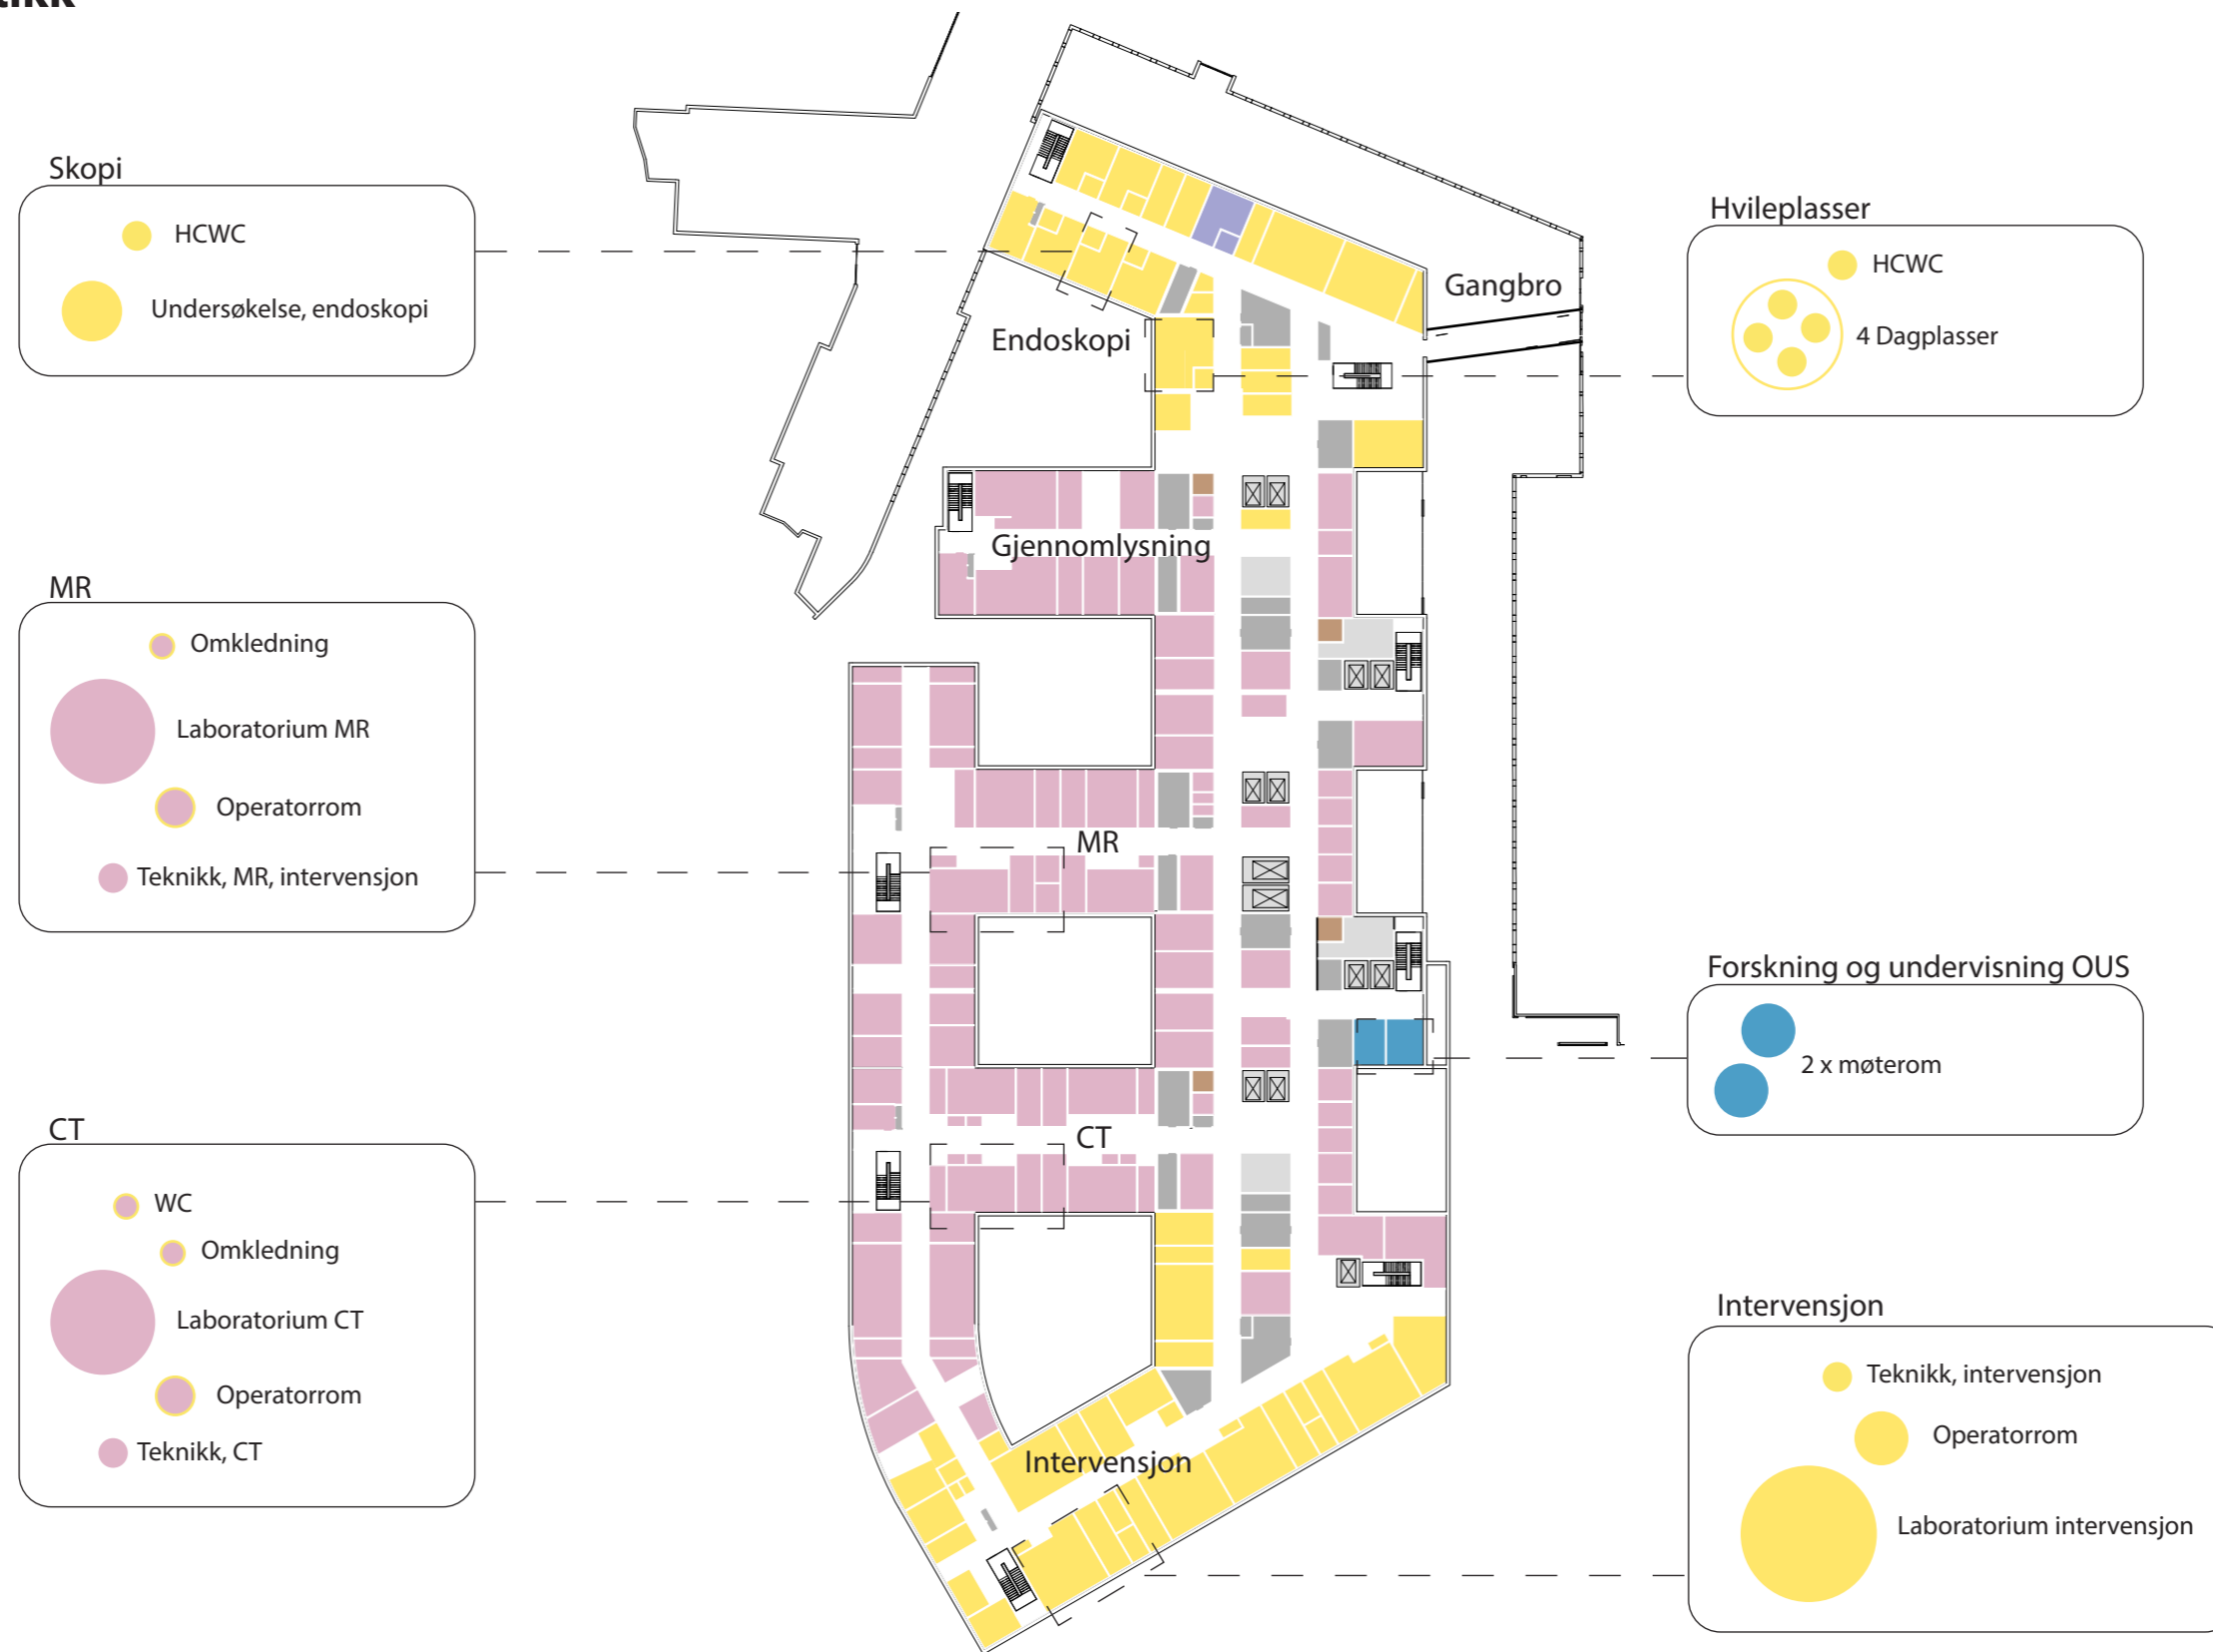 Skopi
HCWC
Undersøkelse, endoskopi
MR
Omkledning
Laboratorium MR
Operatorrom
Teknikk, MR, intervensjon
CT
WC
Omkledning
Laboratorium CT
Operatorrom
Teknikk, CT
Gangbro
Endoskopi
Gjennomlysning
MR
CT
Intervensjon
Hvileplasser
HCWC
4 Dagplasser
Forskning og undervisning OUS
2 x møterom
Intervensjon
Teknikk, intervensjon
Operatorrom
Laboratorium intervensjon